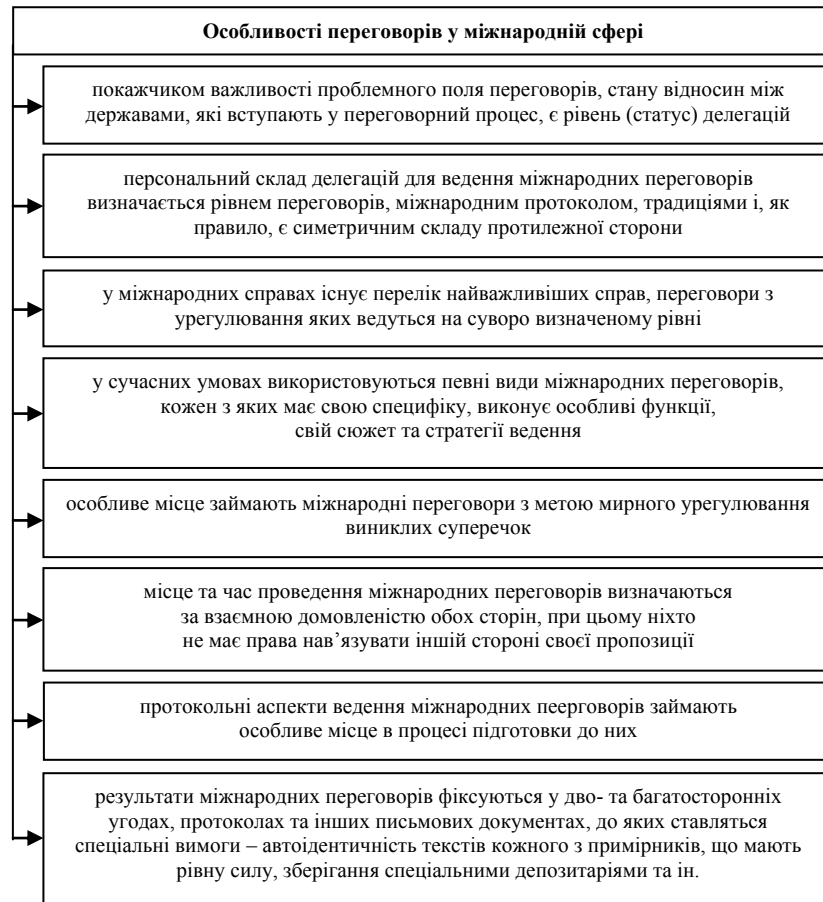 Особливості переговорів у міжнародній сфері
покажчиком важливості проблемного поля переговорів, стану відносин між
державами, які вступають у переговорний процес, є рівень (статус) делегацій
персональний склад делегацій для ведення міжнародних переговорів
визначається рівнем переговорів, міжнародним протоколом, традиціями і, як
правило, є симетричним складу протилежної сторони
у міжнародних справах існує перелік найважливіших справ, переговори з
урегулювання яких ведуться на суворо визначеному рівні
у сучасних умовах використовуються певні види міжнародних переговорів,
кожен з яких має свою специфіку, виконує особливі функції,
свій сюжет та стратегії ведення
особливе місце займають міжнародні переговори з метою мирного урегулювання
виниклих суперечок
місце та час проведення міжнародних переговорів визначаються
за взаємною домовленістю обох сторін, при цьому ніхто
не має права нав’язувати іншій стороні своєї пропозиції
протокольні аспекти ведення міжнародних пеерговорів займають
особливе місце в процесі підготовки до них
результати міжнародних переговорів фіксуються у дво- та багатосторонніх
угодах, протоколах та інших письмових документах, до яких ставляться
спеціальні вимоги – автоідентичність текстів кожного з примірників, що мають
рівну силу, зберігання спеціальними депозитаріями та ін.